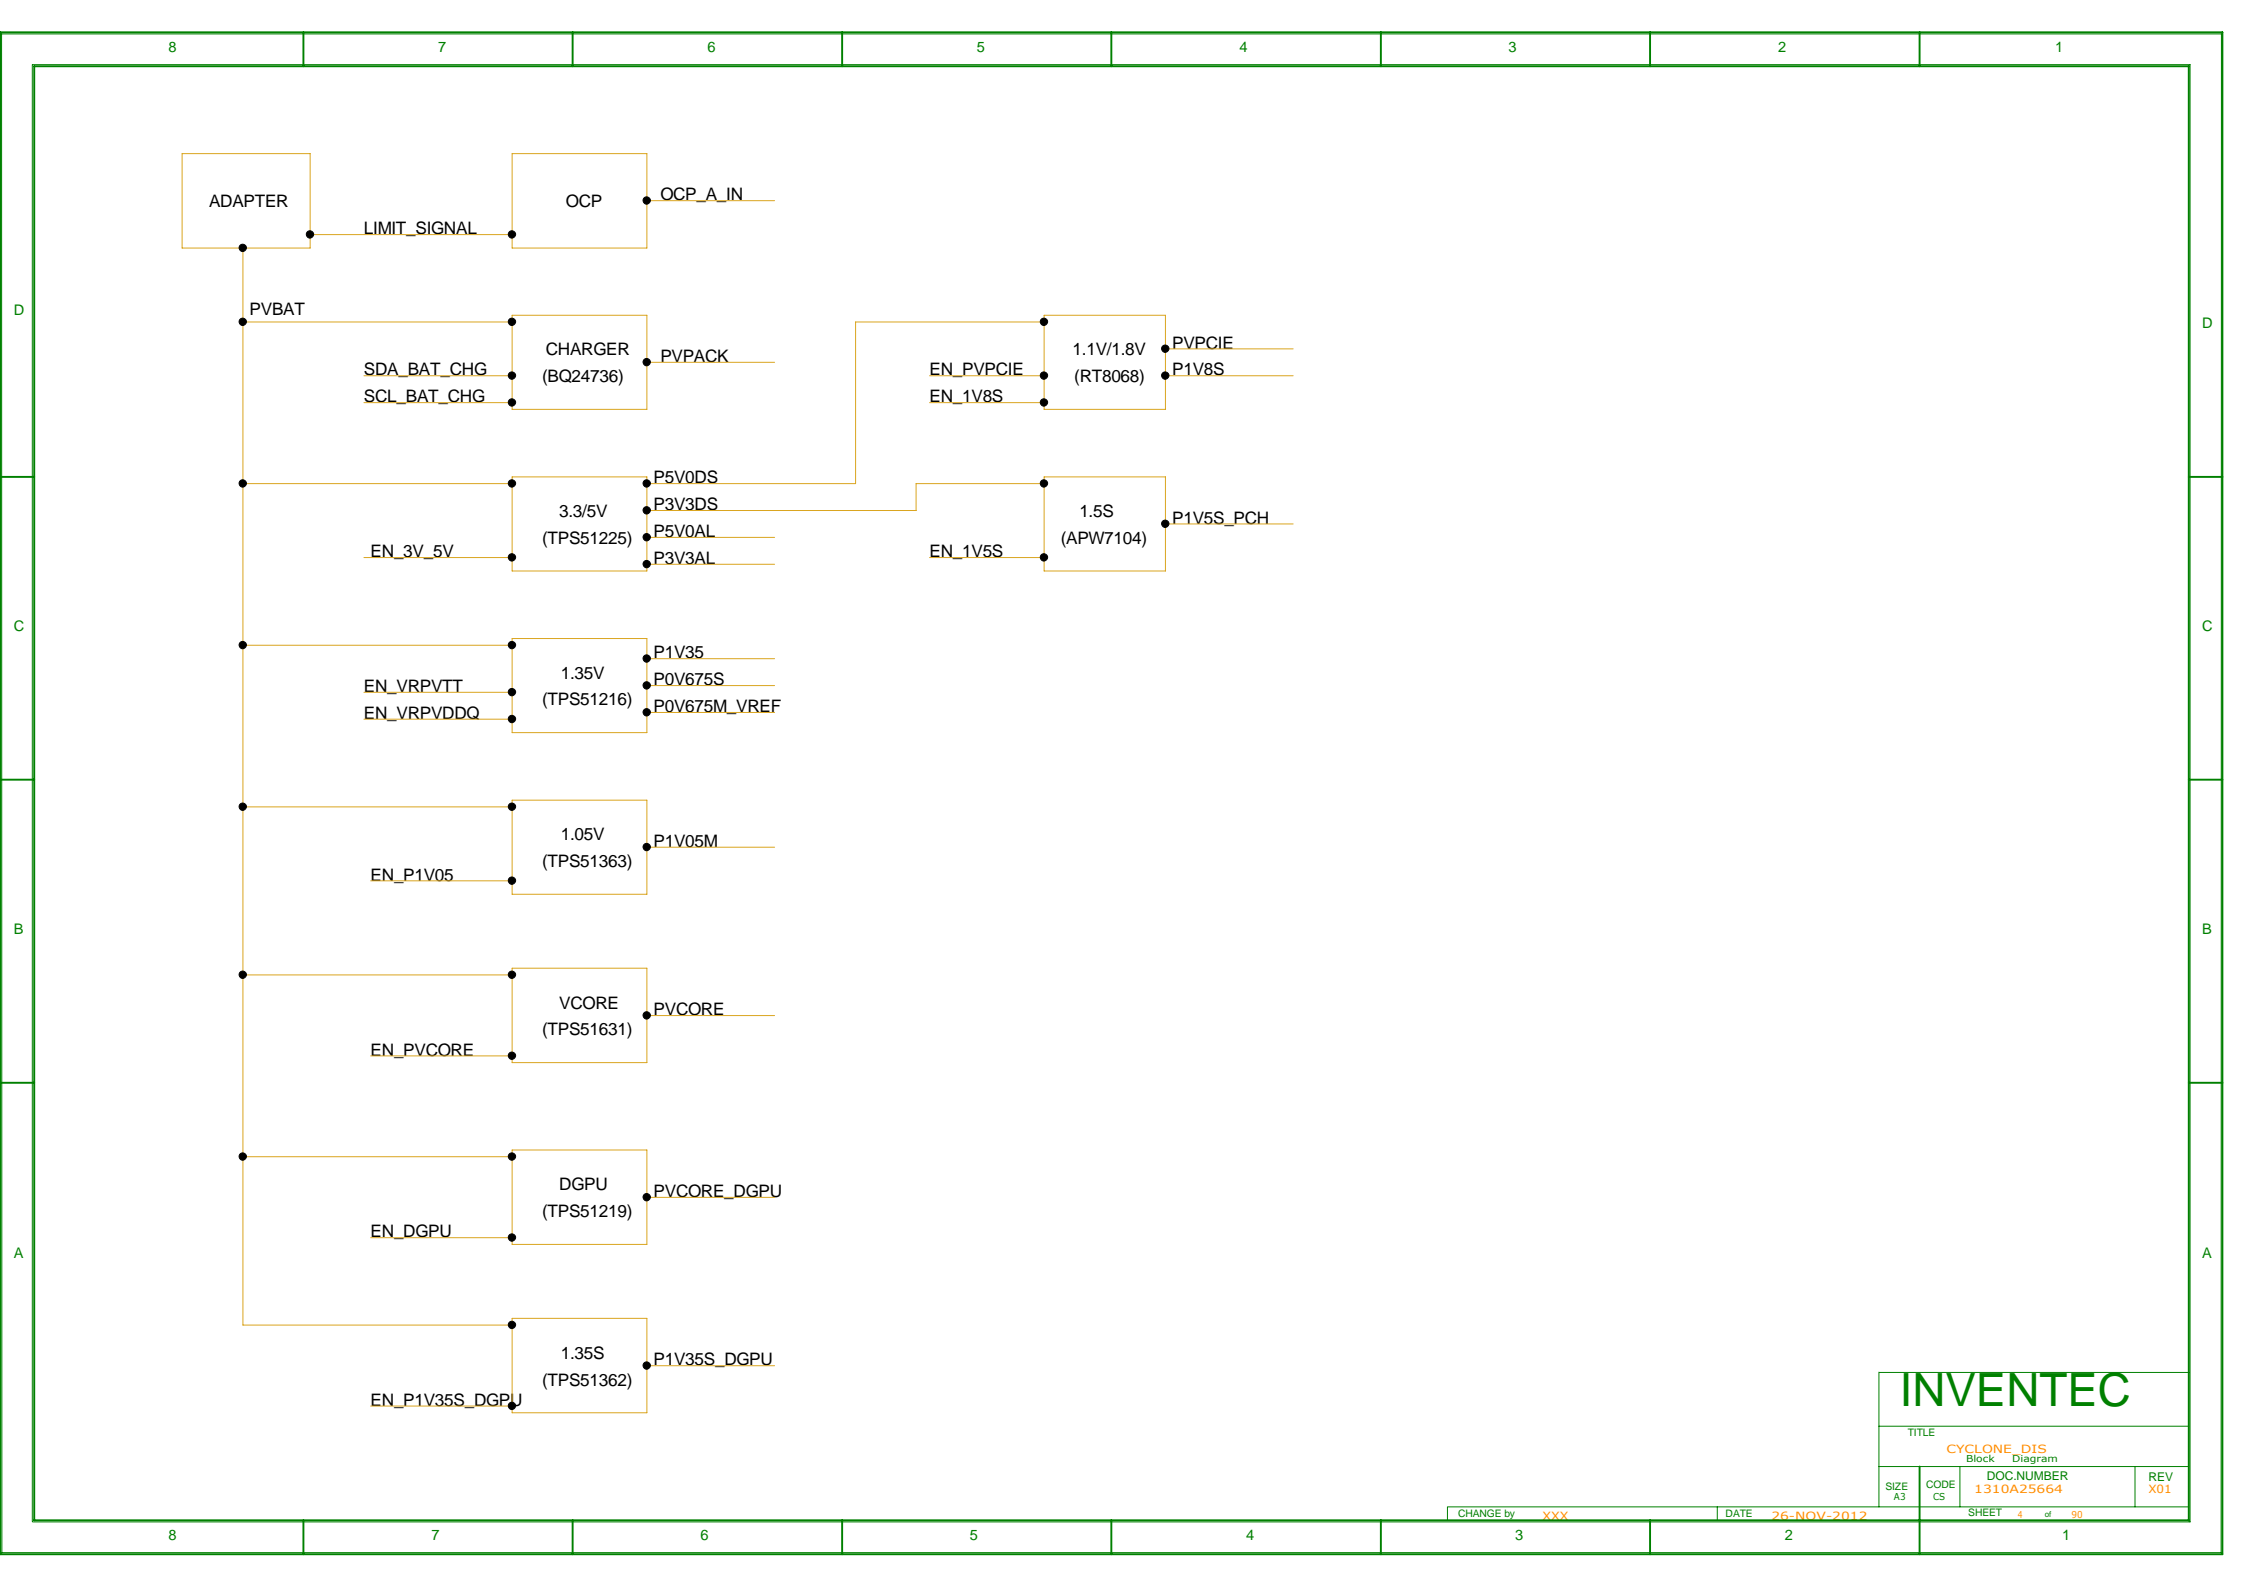 8 7 6 5 4 3 2 1
ADAPTER
OCP
OCP_A_IN
LIMIT_SIGNAL
PVBAT
D
D
CHARGER
(BQ24736)
PVPACK
SDA_BAT_CHG
SCL_BAT_CHG
1.1V/1.8V
(RT8068)
PVPCIE
P1V8S
EN_PVPCIE
EN_1V8S
3.3/5V
(TPS51225)
P5V0DS
P3V3DS
P5V0AL
P3V3AL
EN_3V_5V
1.5S
(APW7104)
P1V5S_PCH
EN_1V5S
C
C
1.35V
(TPS51216)
P1V35
P0V675S
P0V675M_VREF
EN_VRPVTT
EN_VRPVDDQ
1.05V
(TPS51363)
P1V05M
EN_P1V05
B
B
VCORE
(TPS51631)
PVCORE
EN_PVCORE
DGPU
(TPS51219)
PVCORE_DGPU
EN_DGPU
A
A
1.35S
(TPS51362)
P1V35S_DGPU
EN_P1V35S_DGPU
INVENTEC
TITLE
CYCLONE_DIS
Block Diagram
SIZE
A3
CODE
CS
DOC.NUMBER
1310A25664
REV
X01
CHANGE by XXX
DATE 26-NOV-2012
SHEET 4 of 90
8 7 6 5 4 3 2 1